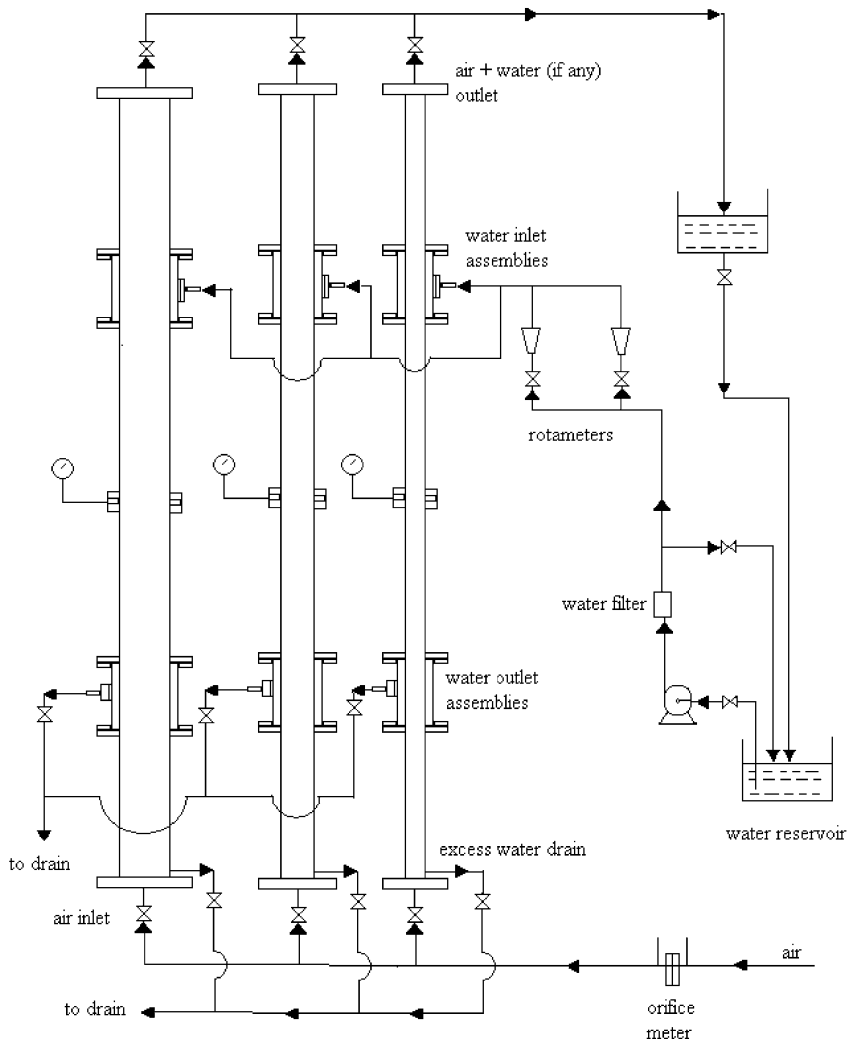 air + water (if any)
outlet
water inlet
assemblies
rotameters
water filter
water outlet
assemblies
water reservoir
excess water drain
to drain
air inlet
air
to drain
orifice
meter